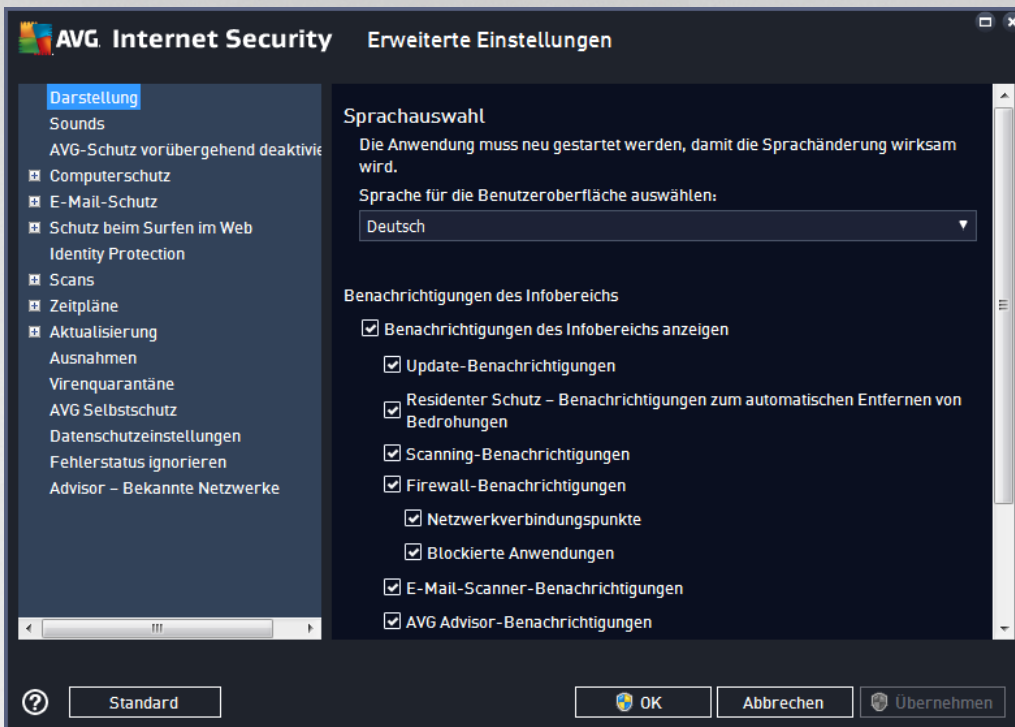 AVG Internet Security Erweiterte Einstellungen
Darstellung
Sounds
AVG-Schutz vorübergehend deaktivie
Computerschutz
E-Mail-Schutz
Schutz beim Surfen im Web
Identity Protection
Scans
Zeitpläne
Aktualisierung
Ausnahmen
Virenquarantäne
AVG Selbstschutz
Datenschutzeinstellungen
Fehlerstatus ignorieren
Advisor – Bekannte Netzwerke
Sprachauswahl
Die Anwendung muss neu gestartet werden, damit die Sprachänderung wirksam
wird.
Sprache für die Benutzeroberfläche auswählen:
Deutsch
Benachrichtigungen des Infobereichs
Benachrichtigungen des Infobereichs anzeigen
Update-Benachrichtigungen
Residenter Schutz – Benachrichtigungen zum automatischen Entfernen von
Bedrohungen
Scanning-Benachrichtigungen
Firewall-Benachrichtigungen
Netzwerkverbindungspunkte
Blockierte Anwendungen
E-Mail-Scanner-Benachrichtigungen
AVG Advisor-Benachrichtigungen
? Standard OK Abbrechen Übernehmen